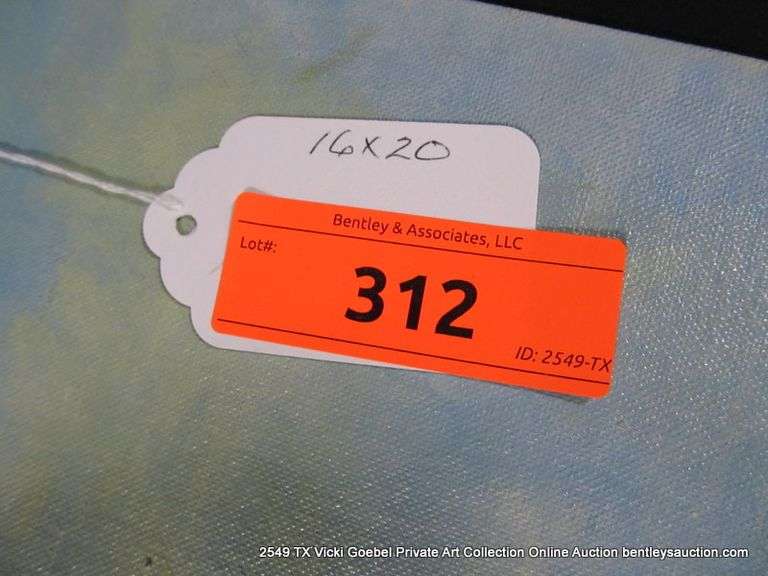 16x20
Bentley & Associates, LLC
Lot#:
312
ID: 2549-TX
2549 TX Vicki Goebel Private Art Collection Online Auction bentleysauction.com